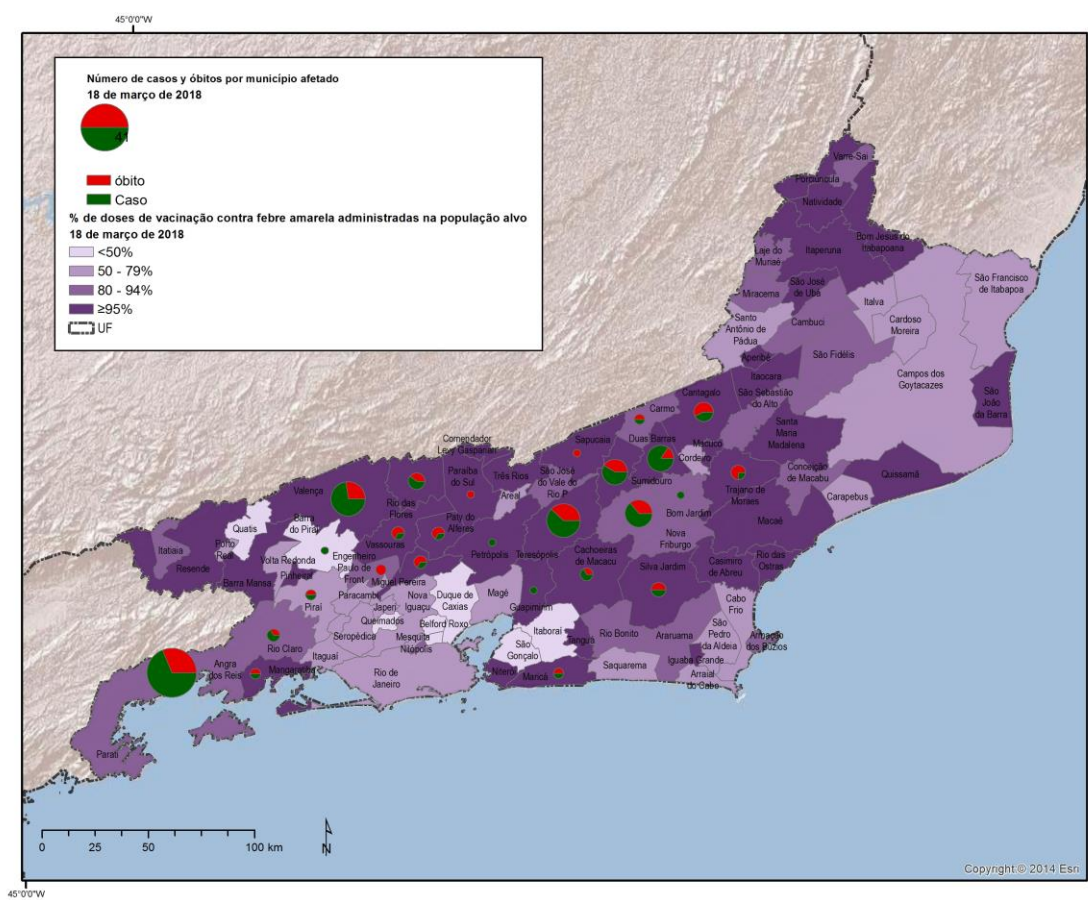 45°0'0"W
Número de casos y óbitos por município afetado
18 de março de 2018
41
óbito
Caso
% de doses de vacinação contra febre amarela administradas na população alvo
18 de março de 2018
<50%
50 - 79%
80 - 94%
≥95%
UF
Varre-Sai
Porciúncula
Natividade
Bom Jesus do
Itabapoana
Itaperuna
Laje do
Muriaé
São Francisco
de Itabapoa
São José
de Ubá
Miracema
Italva
Cardoso
Moreira
Santo
Antônio de
Pádua
Cambuci
São Fidélis
Aperibé
Itaocara
Campos dos
Goytacazes
São
João
da Barra
Cantagalo
São Sebastião
do Alto
Carmo
Santa
Maria
Madalena
Comendador
Levy Gasparian
Sapucaia
Duas Barras
Macuco
Cordeiro
Paraíba
do Sul
Três Rios
São José
do Vale do
Rio P
Conceição
de Macabu
Quissamã
Valença
Rio das
Flores
Areal
Sumidouro
Trajano de
Moraes
Carapebus
Quatis
Barra
do Piraí
Paty do
Alferes
Bom Jardim
Macaé
Itatiaia
Porto
Real
Vassouras
Nova
Friburgo
Resende
Volta Redonda
Engenheiro
Paulo de
Front
Petrópolis
Teresópolis
Cachoeiras
de Macacu
Silva Jardim
Casimiro
de Abreu
Rio das
Ostras
Barra Mansa
Pinheiral
Miguel Pereira
Piraí
Paracambi
Japeri
Nova
Iguaçu
Duque de
Caxias
Magé
Guapimirim
Cabo
Frio
Queimados
Belford Roxo
Itaboraí
São
Pedro
da Aldeia
Seropédica
Mesquita
Nilópolis
São
Gonçalo
Tanguá
Rio Bonito
Araruama
Armação
dos Búzios
Rio Claro
Itaguaí
Iguaba Grande
Angra
dos Reis
Mangaratiba
Rio de
Janeiro
Niterói
Maricá
Saquarema
Arraial
do Cabo
Parati
0 25 50 100 km
N
Copyright:© 2014 Esri
45°0'0"W